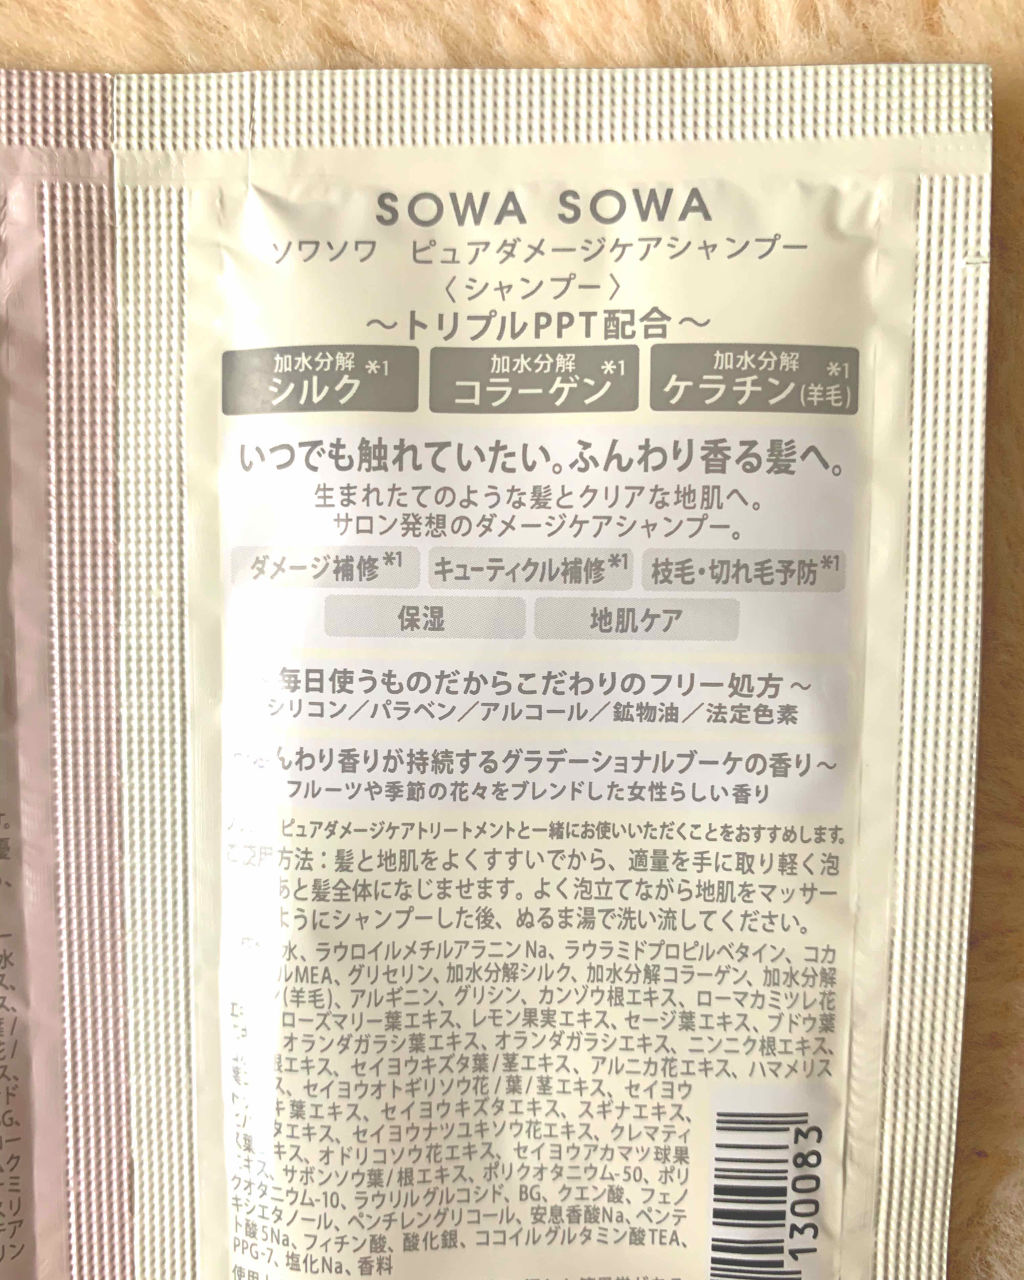 SOWA SOWA
ソワソワ ピュアダメージケアシャンプー
〈シャンプー〉
～トリプルPPT配合～
加水分解 シルク *1
加水分解 コラーゲン *1
加水分解 ケラチン(羊毛) *1
いつでも触れていたい。ふんわり香る髪へ。
生まれたてのような髪とクリアな地肌へ。
サロン発想のダメージケアシャンプー。
ダメージ補修*1 キューティクル補修*1 枝毛・切れ毛予防*1
保湿 地肌ケア
毎日使うものだからこだわりのフリー処方～
シリコン／パラベン／アルコール／鉱物油／法定色素
んわり香りが持続するグラデーショナルブーケの香り～
フルーツや季節の花々をブレンドした女性らしい香り
ピュアダメージケアトリートメントと一緒にお使いいただくことをおすすめします。
方法：髪と地肌をよくすすいでから、適量を手に取り軽く泡
あと髪全体になじませます。よく泡立てながら地肌をマッサー
ようにシャンプーした後、ぬるま湯で洗い流してください。
水、ラウロイルメチルアラニンNa、ラウラミドプロピルベタイン、コカ
ルMEA、グリセリン、加水分解シルク、加水分解コラーゲン、加水分解
(羊毛)、アルギニン、グリシン、カンゾウ根エキス、ローマカミツレ花
ローズマリー葉エキス、レモン果実エキス、セージ葉エキス、ブドウ葉
オランダガラシ葉エキス、オランダガラシエキス、ニンニク根エキス、
根エキス、セイヨウキズタ葉/茎エキス、アルニカ花エキス、ハマメリス
ス、セイヨウオトギリソウ花/葉/茎エキス、セイヨウ
キ葉エキス、セイヨウキズタエキス、スギナエキス、
タエキス、セイヨウナツユキソウ花エキス、クレマティ
キス、オドリコソウ花エキス、セイヨウアカマツ球果
エキス、サボンソウ葉/根エキス、ポリクオタニウム-50、ポリ
クオタニウム-10、ラウリルグルコシド、BG、クエン酸、フェノ
キシエタノール、ペンチレングリコール、安息香酸Na、ペンテ
ト酸5Na、フィチン酸、酸化銀、ココイルグルタミン酸TEA、
PPG-7、塩化Na、香料
130083